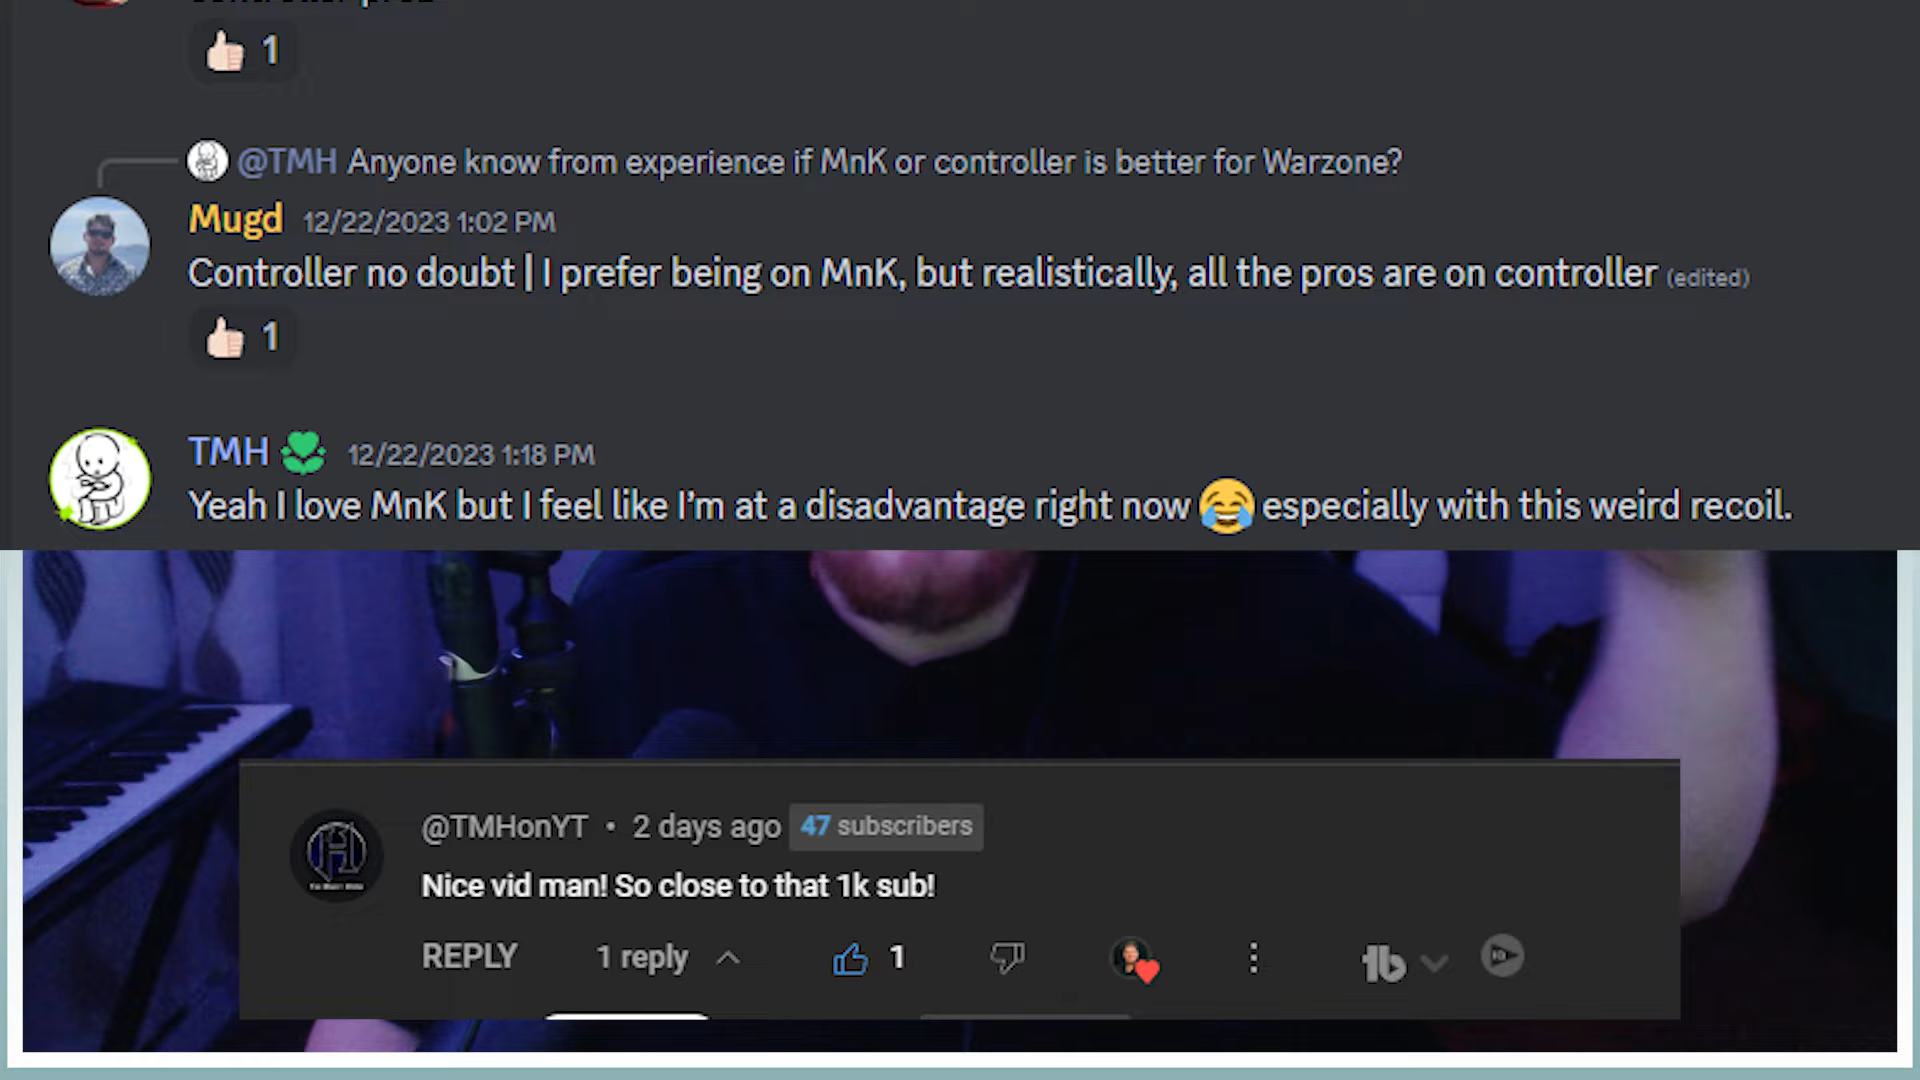 1
@TMH Anyone know from experience if MnK or controller is better for Warzone?
Mugd 12/22/2023 1:02 PM
Controller no doubt | I prefer being on MnK, but realistically, all the pros are on controller (edited)
1
TMH 12/22/2023 1:18 PM
Yeah I love MnK but I feel like I'm at a disadvantage right now 😂 especially with this weird recoil.
@TMHonYT • 2 days ago 47 subscribers
Nice vid man! So close to that 1k sub!
REPLY 1 reply 1